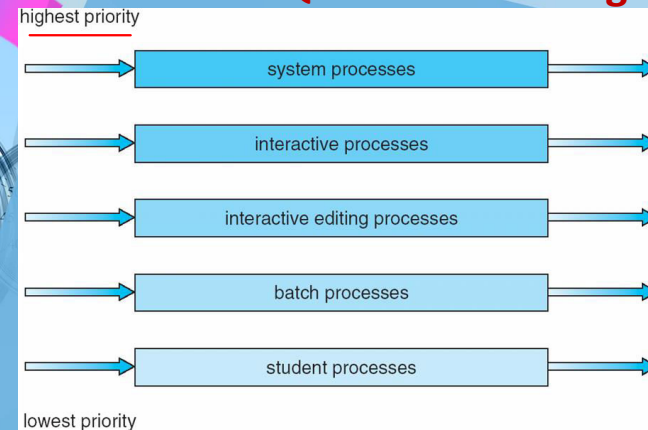 highest priority
system processes
interactive processes
interactive editing processes
batch processes
student processes
lowest priority